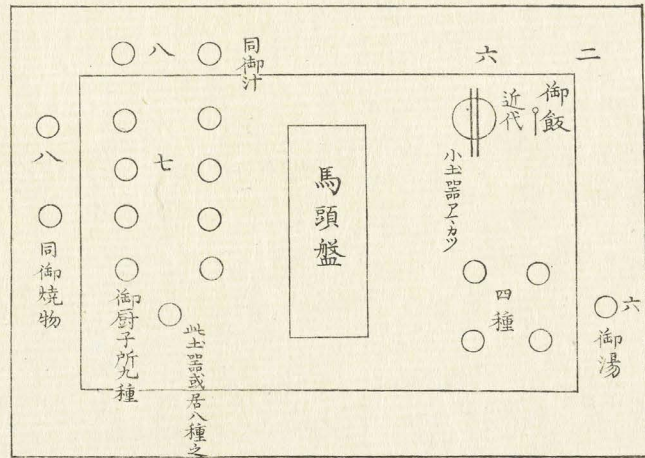 二
六
御飯
近代
小土器アマカツ
四種
六
御湯
馬頭盤
同御汁
八
七
此土器或居八種之
御厨子所九種
八
同御焼物